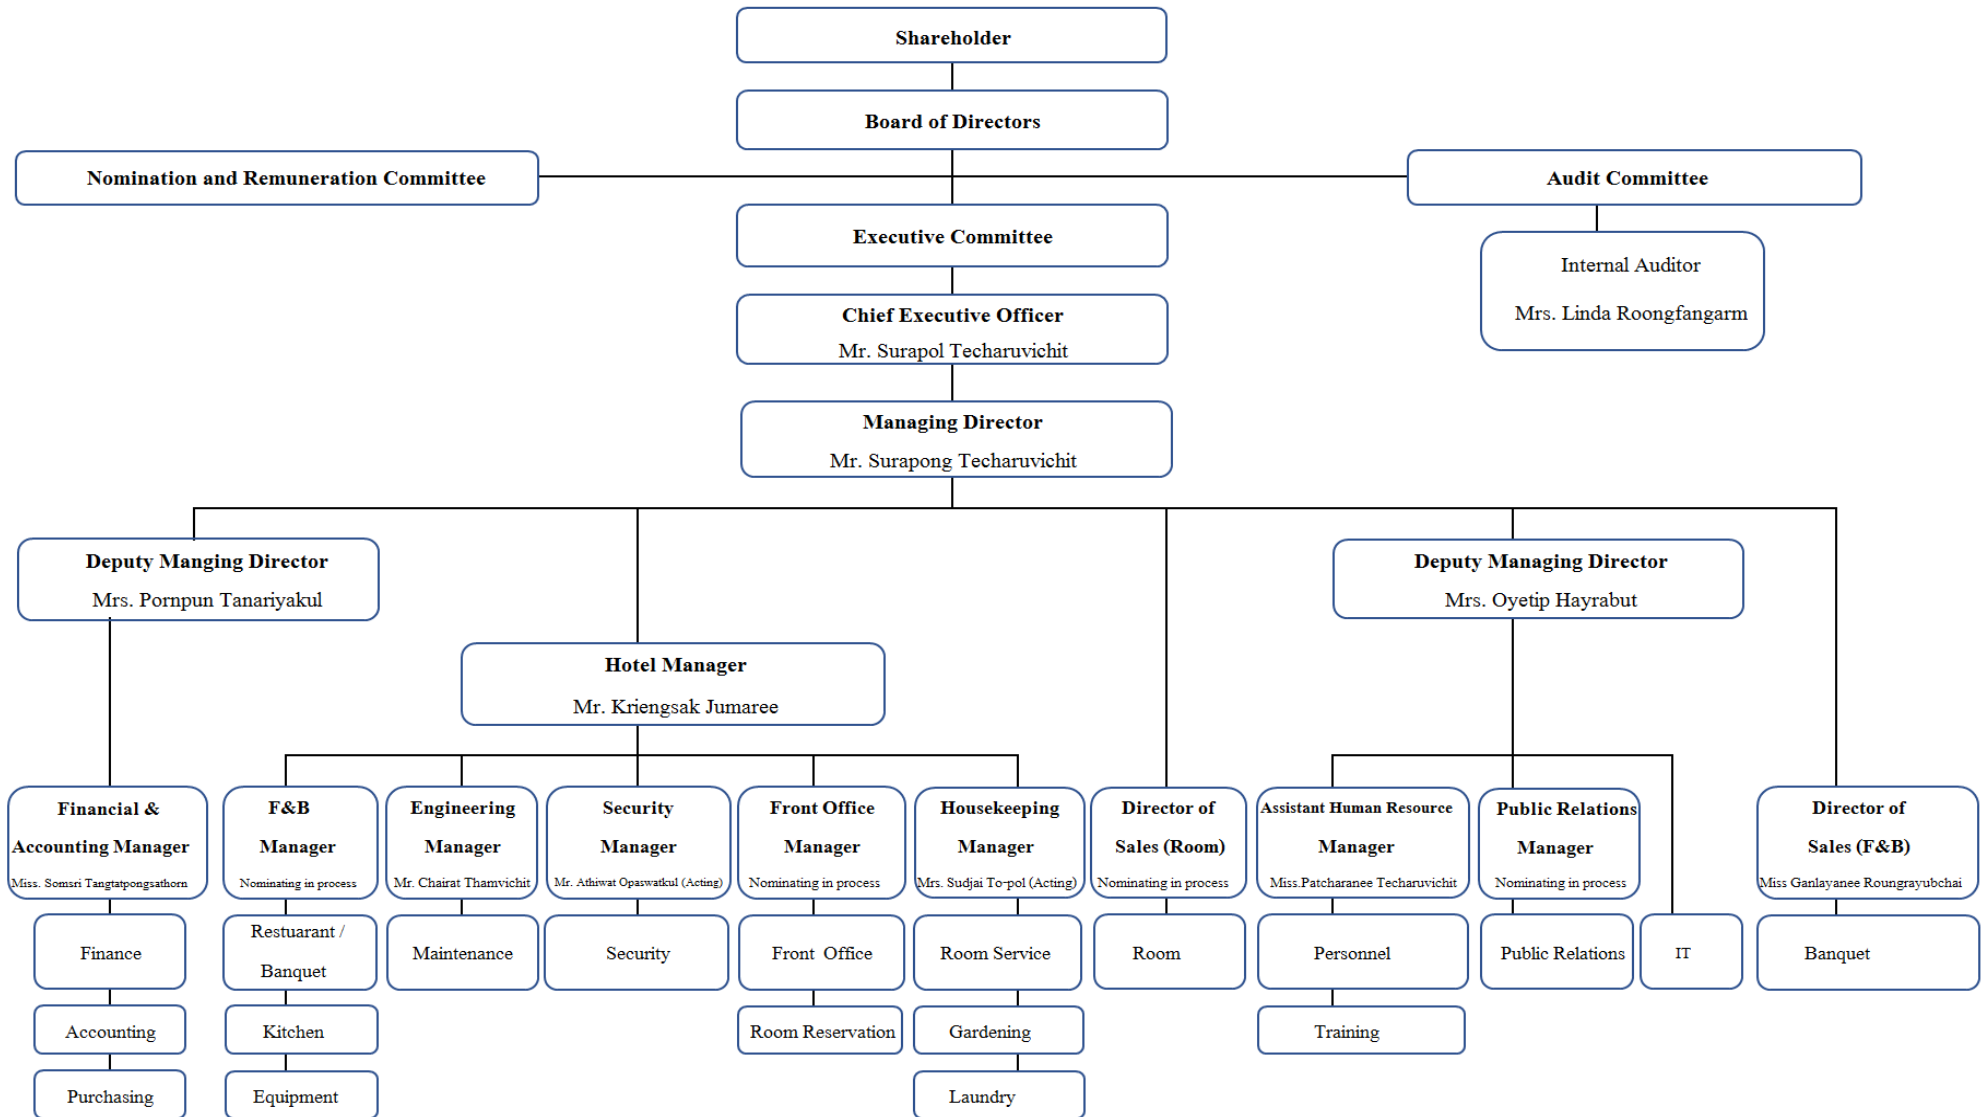 Shareholder
Board of Directors
Nomination and Remuneration Committee
Audit Committee
Executive Committee
Internal Auditor
Mrs. Linda Roongfangarm
Chief Executive Officer
Mr. Surapol Techaruvichit
Managing Director
Mr. Surapong Techaruvichit
Deputy Manging Director
Mrs. Pornpun Tanariyakul
Deputy Managing Director
Mrs. Oyetip Hayrabut
Hotel Manager
Mr. Kriengsak Jumaree
Financial &
Accounting Manager
Miss. Somsri Tangtatpongsathorn
F&B
Manager
Nominating in process
Engineering
Manager
Mr. Chairat Thamvichit
Security
Manager
Mr. Athiwat Opaswatkul (Acting)
Front Office
Manager
Nominating in process
Housekeeping
Manager
Mrs. Sudjai To-pol (Acting)
Director of
Sales (Room)
Nominating in process
Assistant Human Resource
Manager
Miss.Patcharanee Techaruvichit
Public Relations
Manager
Nominating in process
Director of
Sales (F&B)
Miss Ganlayanee Roungrayubchai
Finance
Restuarant /
Banquet
Maintenance
Security
Front Office
Room Service
Room
Personnel
Public Relations
IT
Banquet
Accounting
Kitchen
Room Reservation
Gardening
Training
Purchasing
Equipment
Laundry